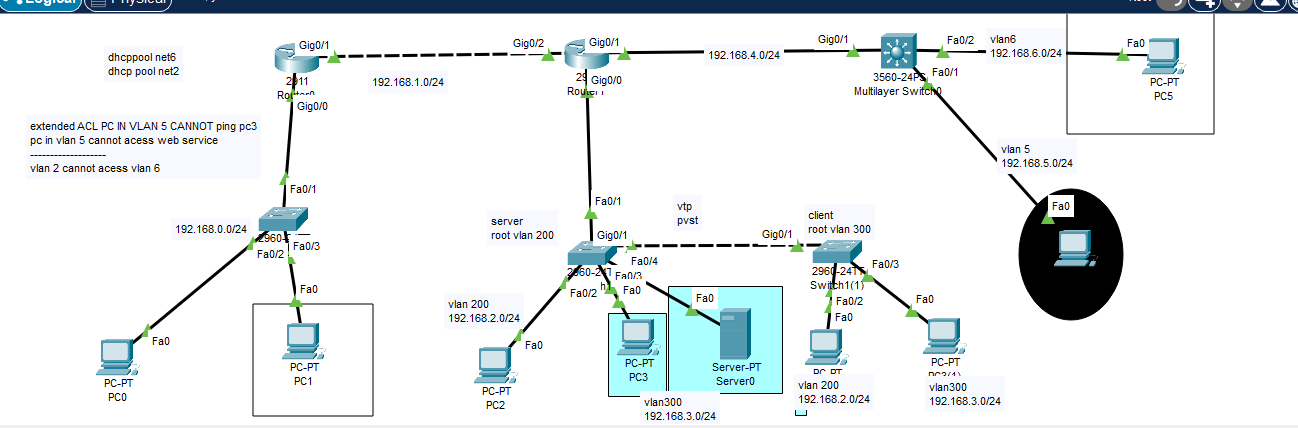 Logical
Physical
dhcppool net6
dhcp pool net2
Gig0/1
2911
Router0
Gig0/0
192.168.1.0/24
Gig0/2
Gig0/1
29
Gig0/0
192.168.4.0/24
Gig0/1
3560-24PS
Multilayer Switch0
Fa0/2
Fa0/1
vlan6
192.168.6.0/24
Fa0
PC-PT
PC5
extended ACL PC IN VLAN 5 CANNOT ping pc3
pc in vlan 5 cannot acess web service
-------------------
vlan 2 cannot acess vlan 6
vlan 5
192.168.5.0/24
Fa0
Fa0/1
192.168.0.0/24
Fa0/2
Fa0/3
Fa0
PC-PT
PC0
Fa0
PC-PT
PC1
server
root vlan 200
Fa0/1
Gig0/1
vtp
pvst
Gig0/1
client
root vlan 300
Fa0/4
Fa0/3
Fa0/2
Fa0
2960-24TT
Switch1(1)
Fa0/2
Fa0/3
vlan 200
192.168.2.0/24
Fa0
PC-PT
PC2
PC-PT
PC3
Fa0
Server-PT
Server0
vlan300
192.168.3.0/24
Fa0
PC-PT
vlan 200
192.168.2.0/24
Fa0
PC-PT
vlan300
192.168.3.0/24